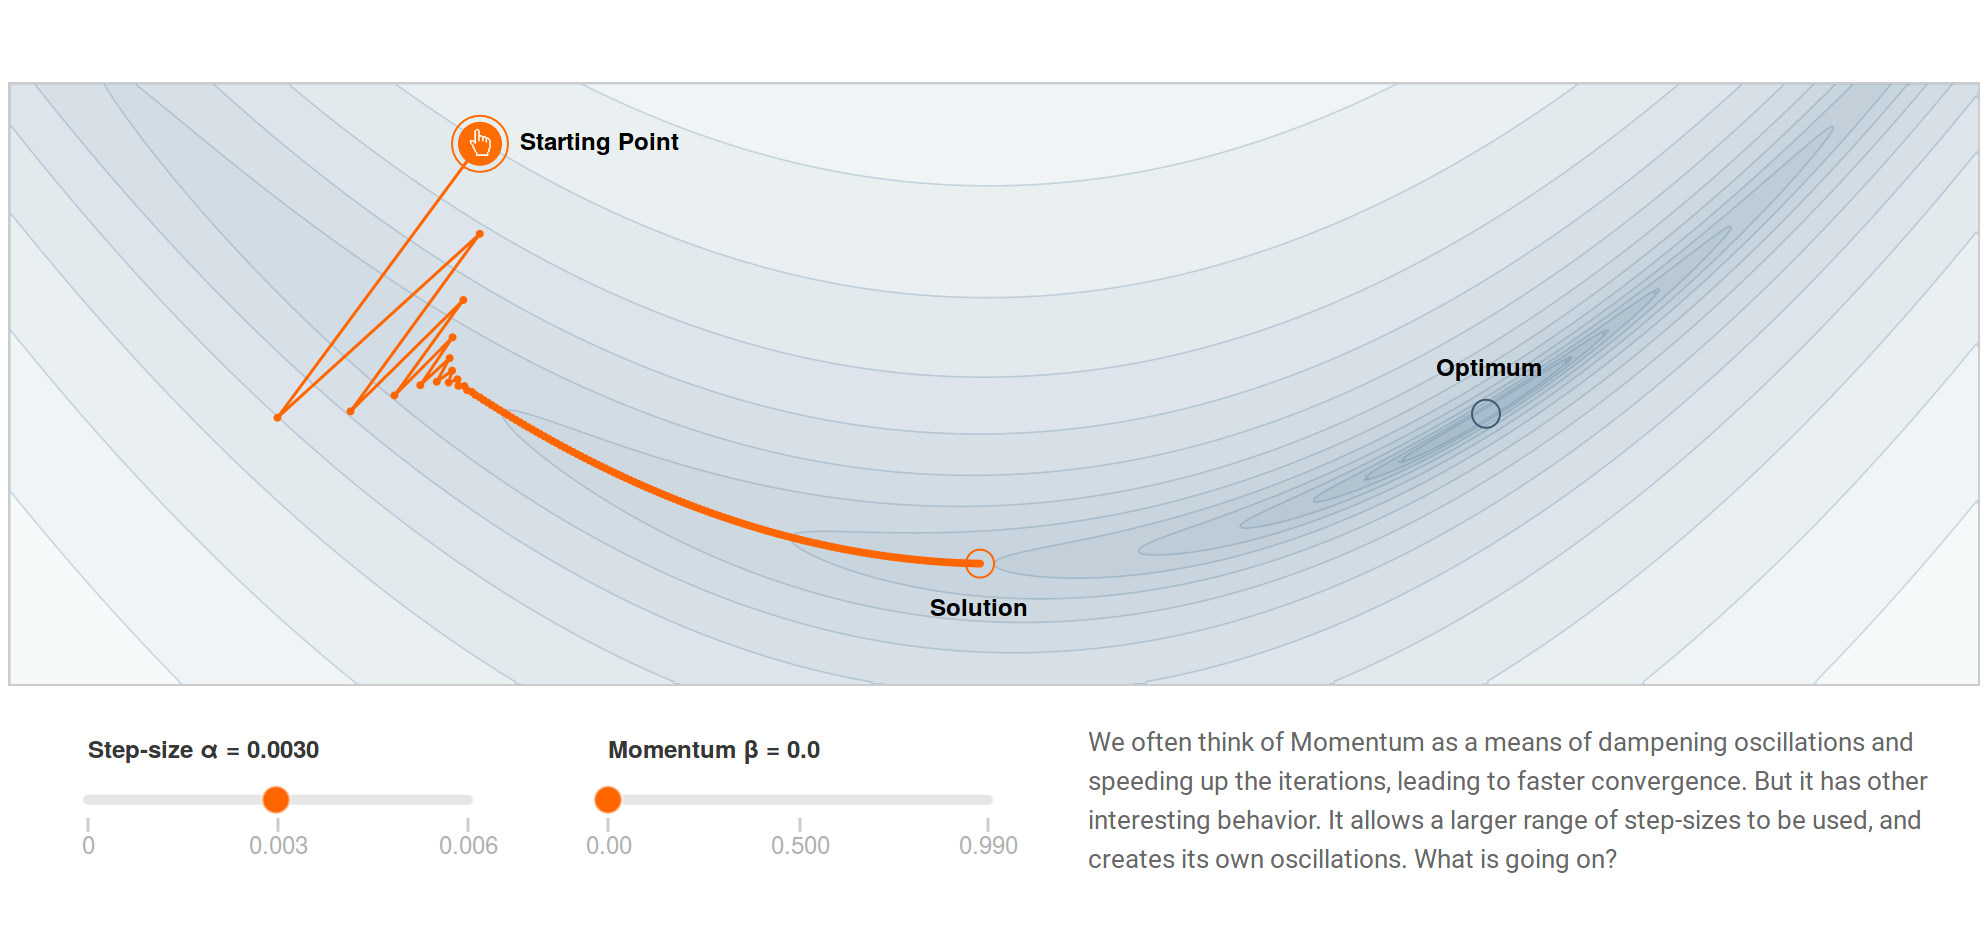 Starting Point
Optimum
Solution
Step-size α = 0.0030
0 0.003 0.006
Momentum β = 0.0
0.00 0.500 0.990
We often think of Momentum as a means of dampening oscillations and
speeding up the iterations, leading to faster convergence. But it has other
interesting behavior. It allows a larger range of step-sizes to be used, and
creates its own oscillations. What is going on?